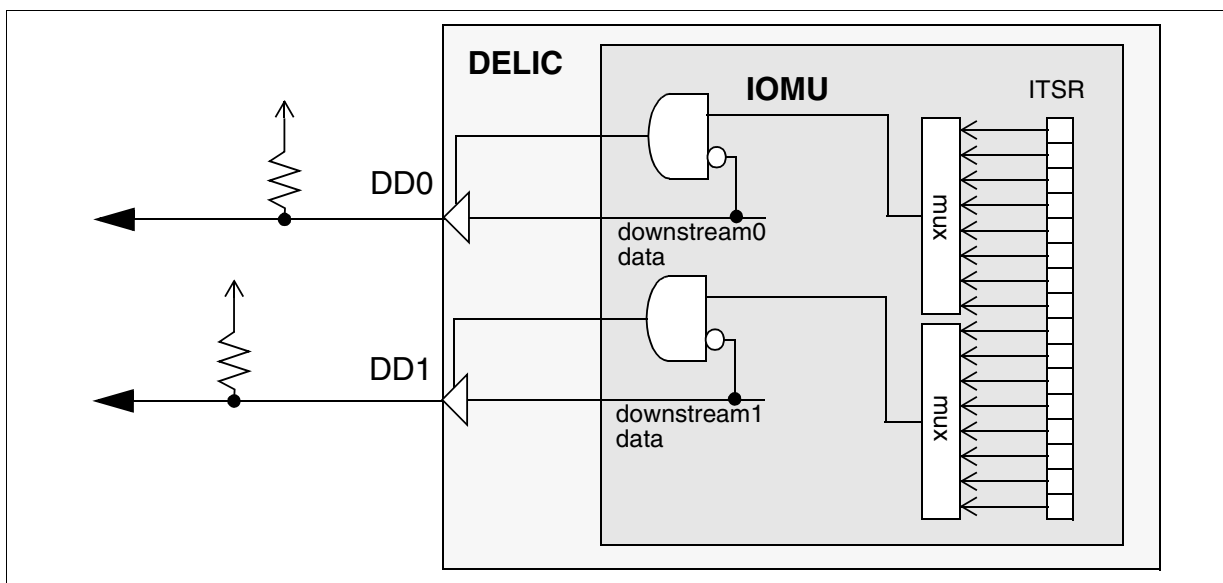 DELIC
IOMU
ITSR
DD0
mux
downstream0
data
DD1
mux
downstream1
data